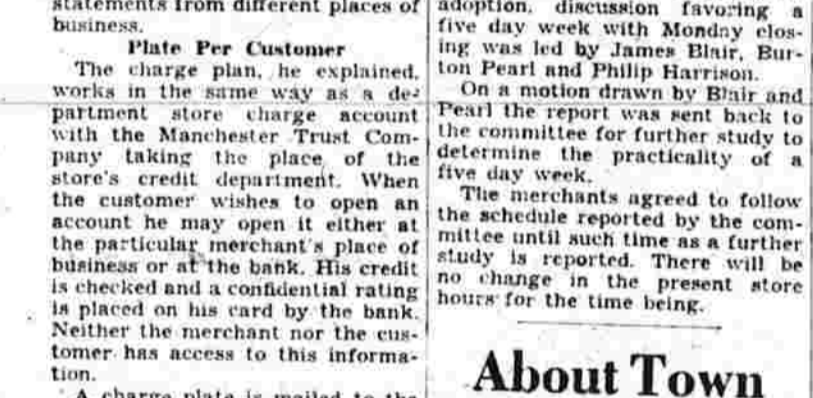 statements from different places of
business.
Plate Per Customer
The charge plan, he explained,
works in the same way as a de-
partment store charge account
with the Manchester Trust Com-
pany taking the place of the
store's credit department. When
the customer wishes to open an
account he may open it either at
the particular merchant's place of
business or at the bank. His credit
is checked and a confidential rating
is placed on his card by the bank.
Neither the merchant nor the cus-
tomer has access to this informa-
tion.
A charge plate is mailed to the
adoption, discussion favoring a
five day week with Monday clos-
ing was led by James Blair, Bur-
ton Pearl and Philip Harrison.
On a motion drawn by Blair and
Pearl the report was sent back to
the committee for further study to
determine the practicality of a
five day week.
The merchants agreed to follow
the schedule reported by the com-
mittee until such time as a further
study is reported. There will be
no change in the present store
hours for the time being.
About Town